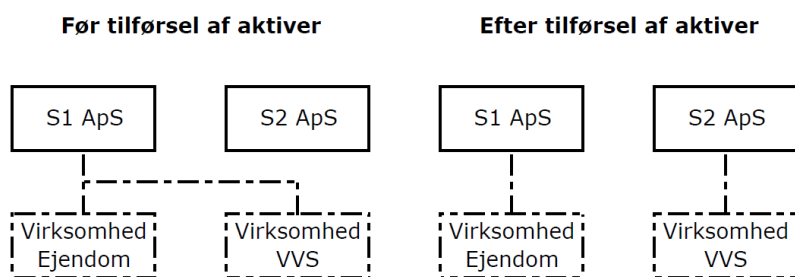 Før tilførsel af aktiver
Efter tilførsel af aktiver
S1 ApS
S2 ApS
S1 ApS
S2 ApS
Virksomhed
Ejendom
Virksomhed
VVS
Virksomhed
Ejendom
Virksomhed
VVS